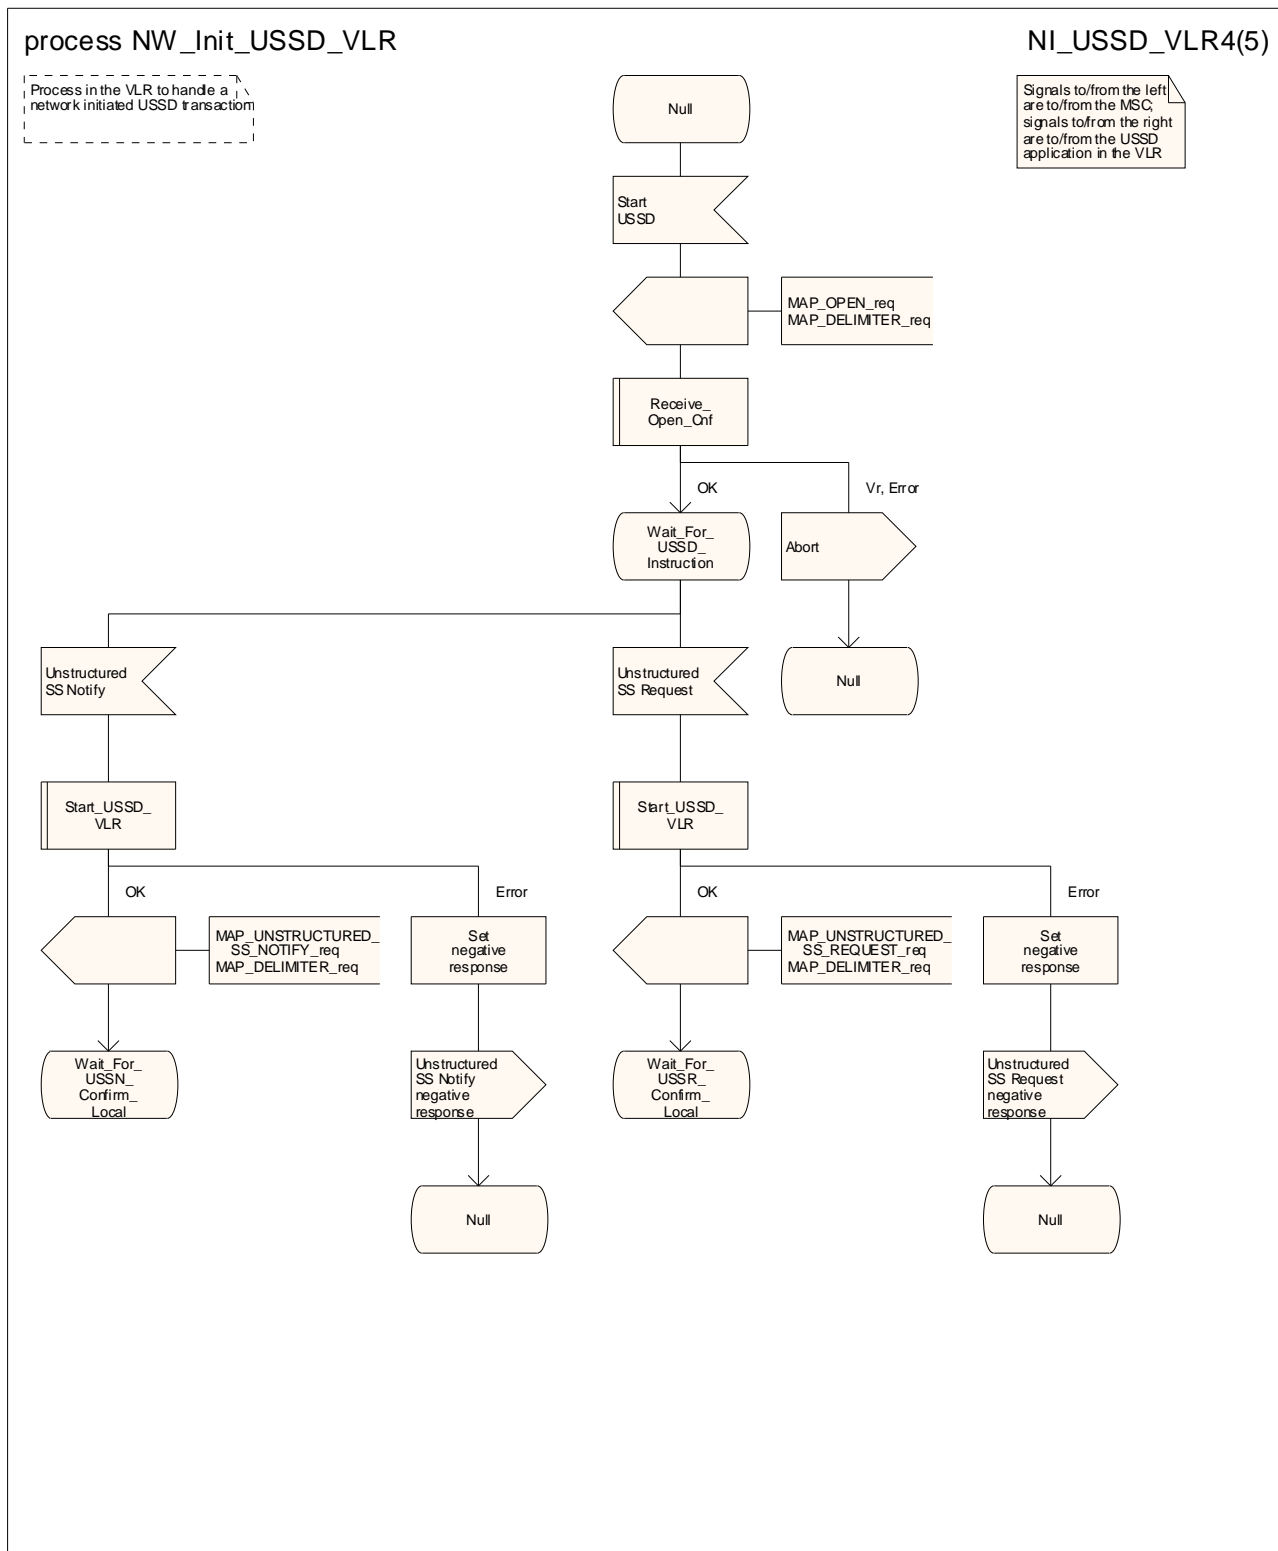 process NW_Init_USSD_VLR
NI_USSD_VLR4(5)
Process in the VLR to handle a
network initiated USSD transaction
Signals to/from the left
are to/from the MSC;
signals to/from the right
are to/from the USSD
application in the VLR
Null
Start
USSD
MAP_OPEN_req
MAP_DELIMITER_req
Receive_
Open_Cnf
OK
Vr, Error
Wait_For_
USSD_
Instruction
Abort
Unstructured
SS Notify
Unstructured
SS Request
Null
Start_USSD_
VLR
Start_USSD_
VLR
OK
Error
OK
Error
MAP_UNSTRUCTURED_
SS_NOTIFY_req
MAP_DELIMITER_req
Set
negative
response
MAP_UNSTRUCTURED_
SS_REQUEST_req
MAP_DELIMITER_req
Set
negative
response
Wait_For_
USSN_
Confirm_
Local
Unstructured
SS Notify
negative
response
Wait_For_
USSR_
Confirm_
Local
Unstructured
SS Request
negative
response
Null
Null